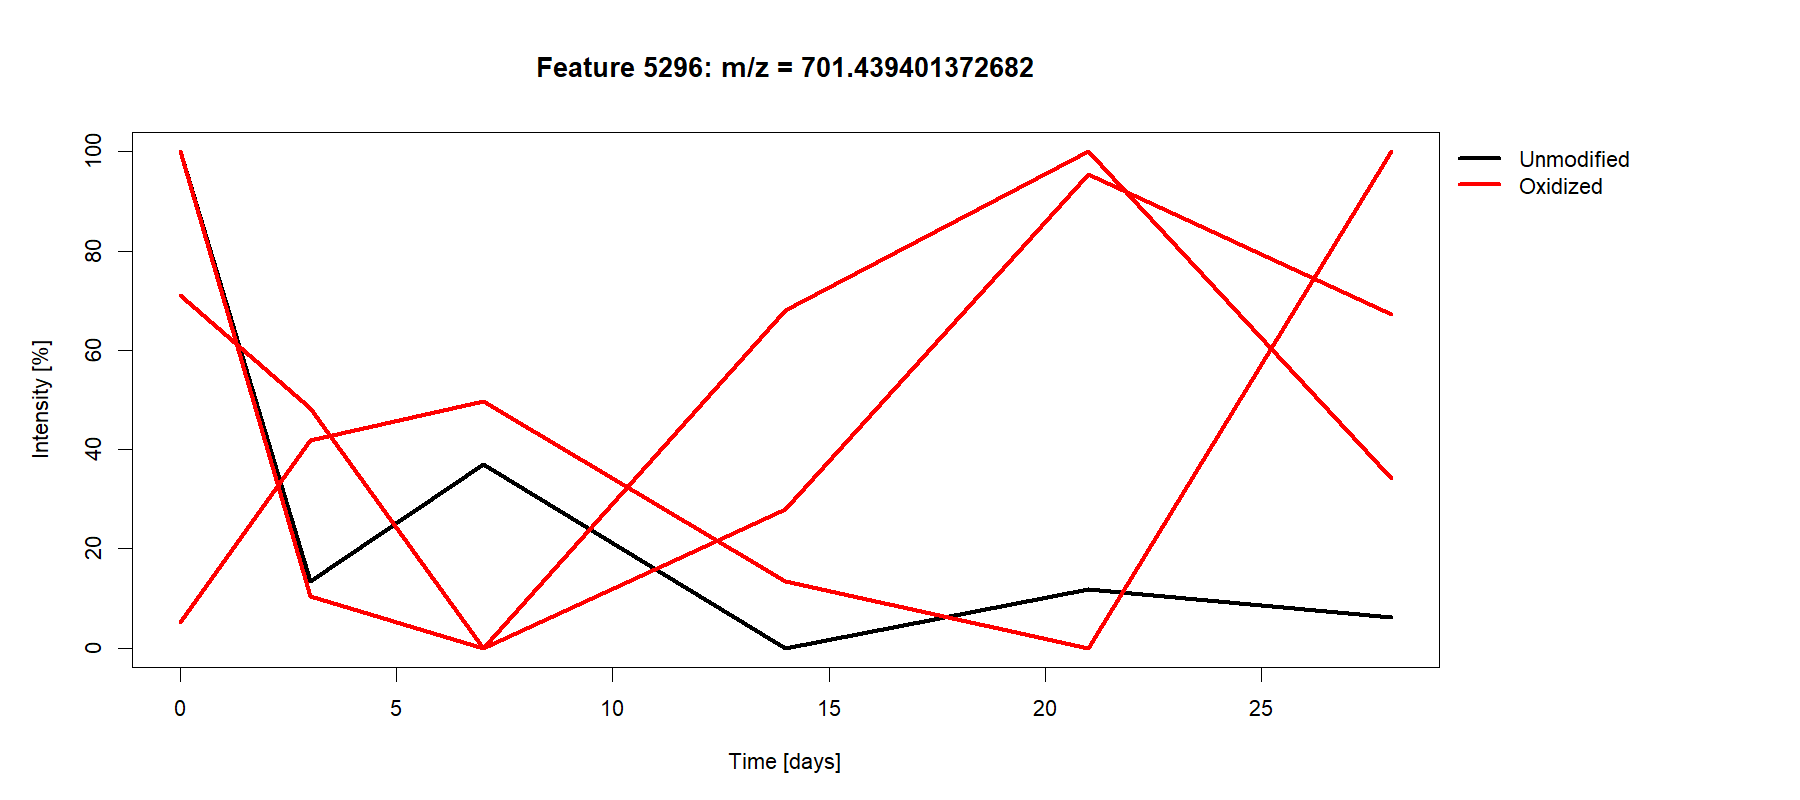 Feature 5296: m/z = 701.439401372682
Unmodified
Oxidized
Intensity [%]
100
80
60
40
20
0
0 5 10 15 20 25
Time [days]